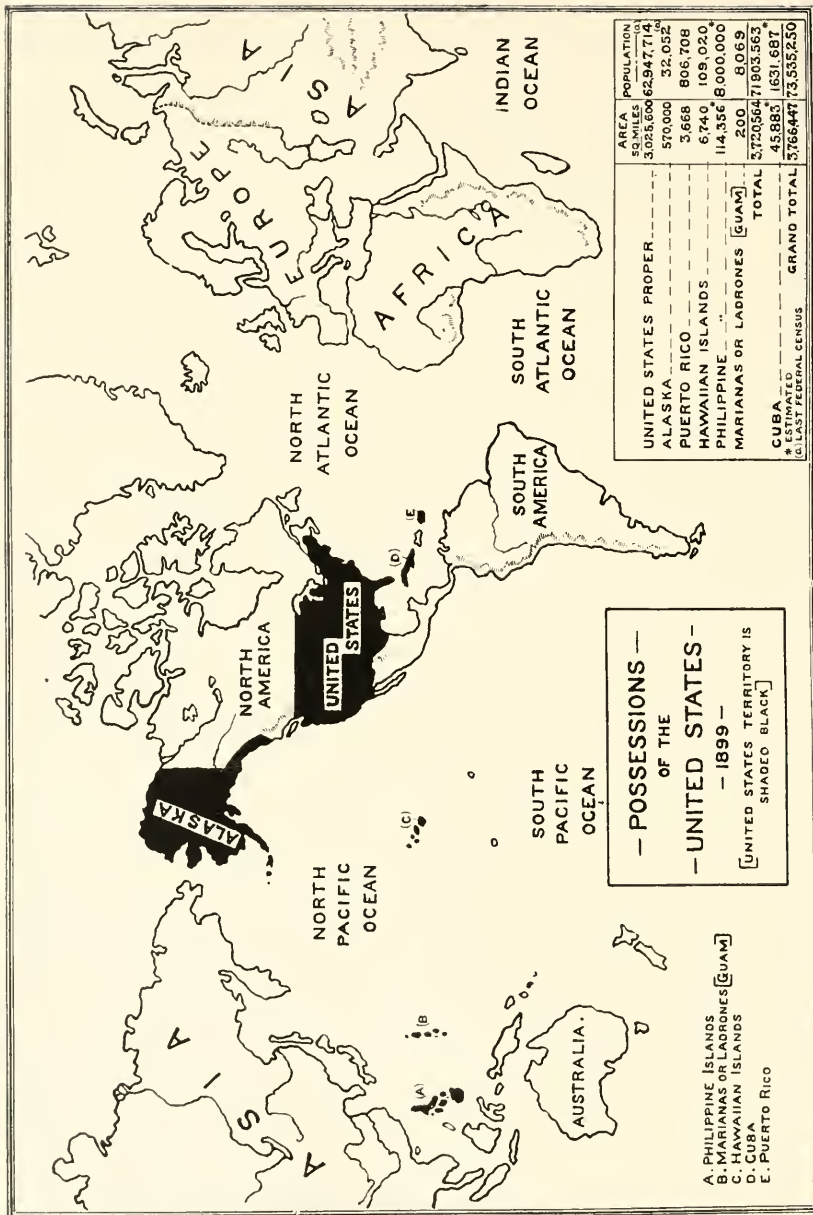 ASIA
NORTH
AMERICA
ALASKA
UNITED
STATES
NORTH
PACIFIC
OCEAN
NORTH
ATLANTIC
OCEAN
EUROPE
ASIA
AFRICA
INDIAN
OCEAN
(A)
(B)
(C)
(D)
(E
SOUTH
AMERICA
SOUTH
PACIFIC
OCEAN
SOUTH
ATLANTIC
OCEAN
AUSTRALIA.
A. PHILIPPINE ISLANDS
B. MARIANAS OR LADRONES [GUAM]
C. HAWAIIAN ISLANDS
D. CUBA
E. PUERTO RICO
— POSSESSIONS —
OF THE
— UNITED STATES —
— 1899 —
[UNITED STATES TERRITORY IS
SHADED BLACK]
AREA SQ.MILES POPULATION
UNITED STATES PROPER 3,025,600 62,947,714 (a)
ALASKA 570,000 32,052 (a)
PUERTO RICO 3,668 806,708
HAWAIIAN ISLANDS 6,740 109,020*
PHILIPPINE " 114,356* 8,000,000*
MARIANAS OR LADRONES [GUAM] 200 8,069
TOTAL 3,720,564 71903.563
CUBA 45,883* 1631,687*
* ESTIMATED
(a) LAST FEDERAL CENSUS GRAND TOTAL 3,766,447 73,535,250